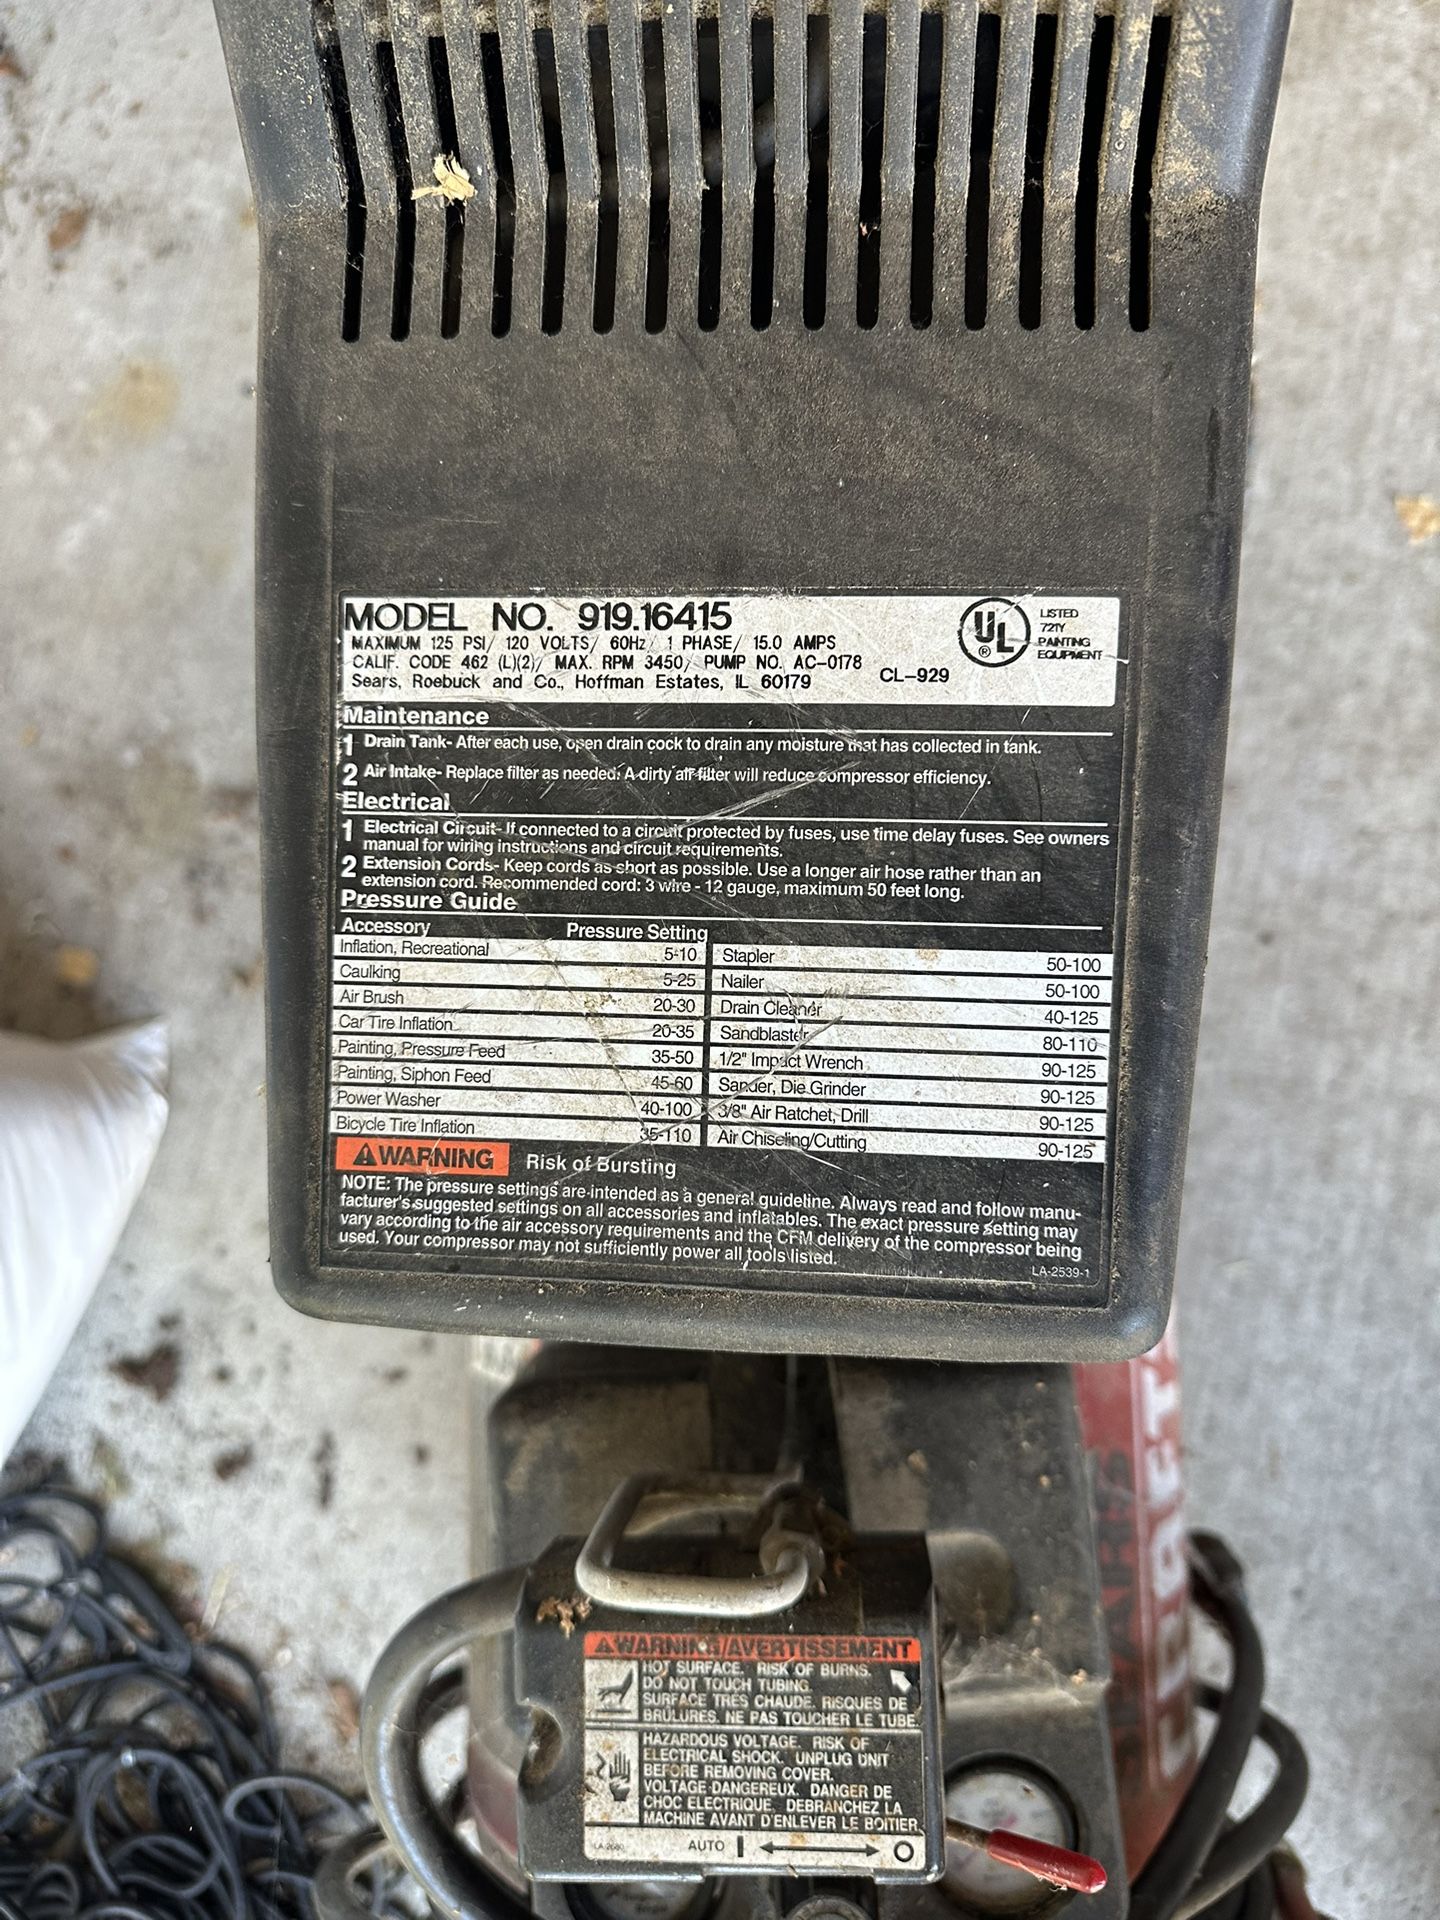 MODEL NO. 919.16415
MAXIMUM 125 PSI/ 120 VOLTS/ 60Hz/ 1 PHASE/ 15.0 AMPS
CALIF. CODE 462 (L)(2)/ MAX. RPM 3450/ PUMP NO. AC-0178
CL-929
Sears, Roebuck and Co., Hoffman Estates, IL 60179
UL ®
LISTED
72TY
PAINTING
EQUIPMENT
Maintenance
1 Drain Tank- After each use, open drain cock to drain any moisture that has collected in tank.
2 Air Intake- Replace filter as needed. A dirty air filter will reduce compressor efficiency.
Electrical
1 Electrical Circuit- If connected to a circuit protected by fuses, use time delay fuses. See owners
manual for wiring instructions and circuit requirements.
2 Extension Cords- Keep cords as short as possible. Use a longer air hose rather than an
extension cord. Recommended cord: 3 wire - 12 gauge, maximum 50 feet long.
Pressure Guide
Accessory Pressure Setting
Inflation, Recreational 5-10
Caulking 5-25
Air Brush 20-30
Car Tire Inflation 20-35
Painting, Pressure Feed 35-50
Painting, Siphon Feed 45-60
Power Washer 40-100
Bicycle Tire Inflation 35-110
Stapler 50-100
Nailer 50-100
Drain Cleaner 40-125
Sandblaster 80-110
1/2" Impact Wrench 90-125
Sander, Die Grinder 90-125
3/8" Air Ratchet, Drill 90-125
Air Chiseling/Cutting 90-125
WARNING Risk of Bursting
NOTE: The pressure settings are intended as a general guideline. Always read and follow manu-
facturer's suggested settings on all accessories and inflatables. The exact pressure setting may
vary according to the air accessory requirements and the CFM delivery of the compressor being
used. Your compressor may not sufficiently power all tools listed.
LA-2539-1
SEARS
WARNING/AVERTISSEMENT
HOT SURFACE. RISK OF BURNS.
DO NOT TOUCH TUBING.
SURFACE TRÈS CHAUDE. RISQUES DE
BRÛLURES. NE PAS TOUCHER LE TUBE.
HAZARDOUS VOLTAGE. RISK OF
ELECTRICAL SHOCK. UNPLUG UNIT
BEFORE REMOVING COVER.
VOLTAGE DANGEREUX. DANGER DE
CHOC ELECTRIQUE. DEBRANCHEZ LA
MACHINE AVANT D'ENLEVER LE BOITIER
AUTO I O